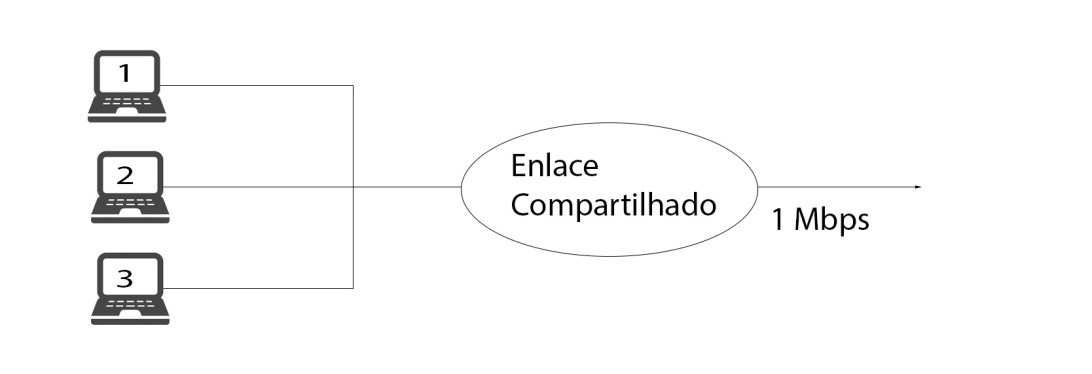 1
2
3
Enlace
Compartilhado
1 Mbps